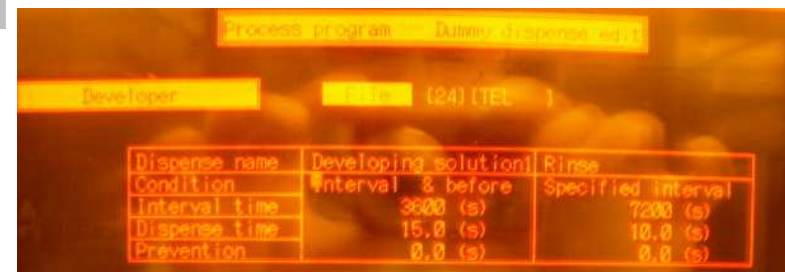 Process program -- Dummy dispense edit
Developer File [24] [TEL ]
Dispense name Developing solution1 Rinse
Condition Interval & before Specified interval
Interval time 3600 (s) 7200 (s)
Dispense time 15.0 (s) 10.0 (s)
Prevention 0.0 (s) 0.0 (s)